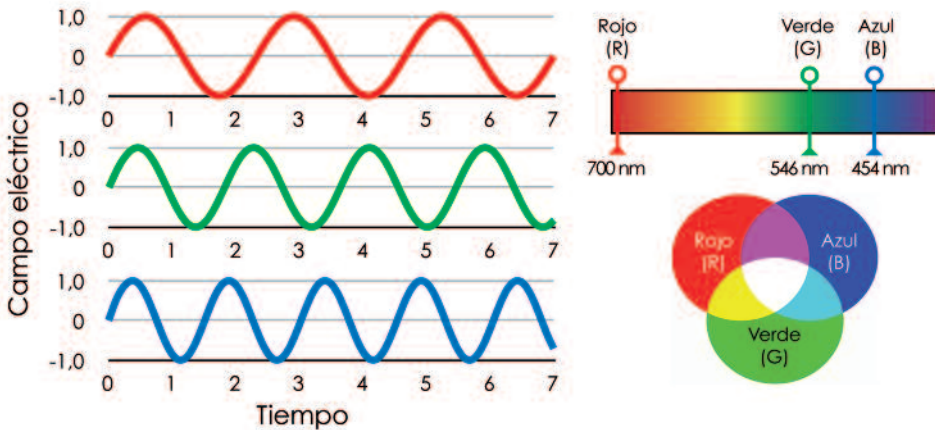 Campo eléctrico
1,0
0
-1,0
0 1 2 3 4 5 6 7
1,0
0
-1,0
0 1 2 3 4 5 6 7
1,0
0
-1,0
0 1 2 3 4 5 6 7
Tiempo
Rojo
(R)
Verde
(G)
Azul
(B)
700 nm
546 nm
454 nm
Rojo
(R)
Azul
(B)
Verde
(G)